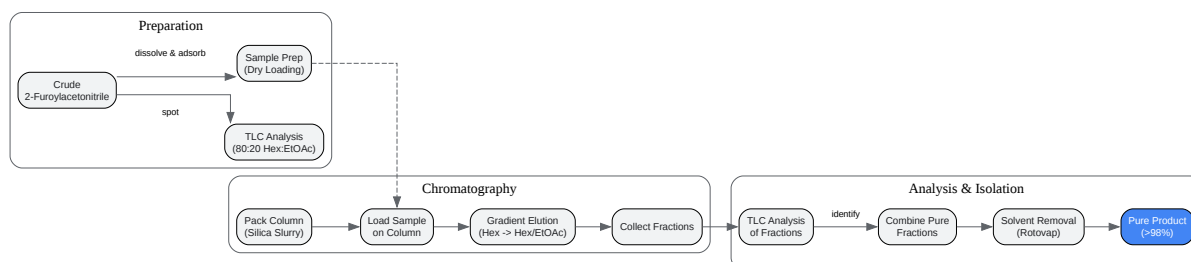 Preparation
dissolve & adsorb
Sample Prep
(Dry Loading)
Crude
2-Furoylacetonitrile
spot
TLC Analysis
(80:20 Hex:EtOAc)
Chromatography
Pack Column
(Silica Slurry)
Load Sample
on Column
Gradient Elution
(Hex -> Hex/EtOAc)
Collect Fractions
Analysis & Isolation
TLC Analysis
of Fractions
identify
Combine Pure
Fractions
Solvent Removal
(Rotovap)
Pure Product
(>98%)